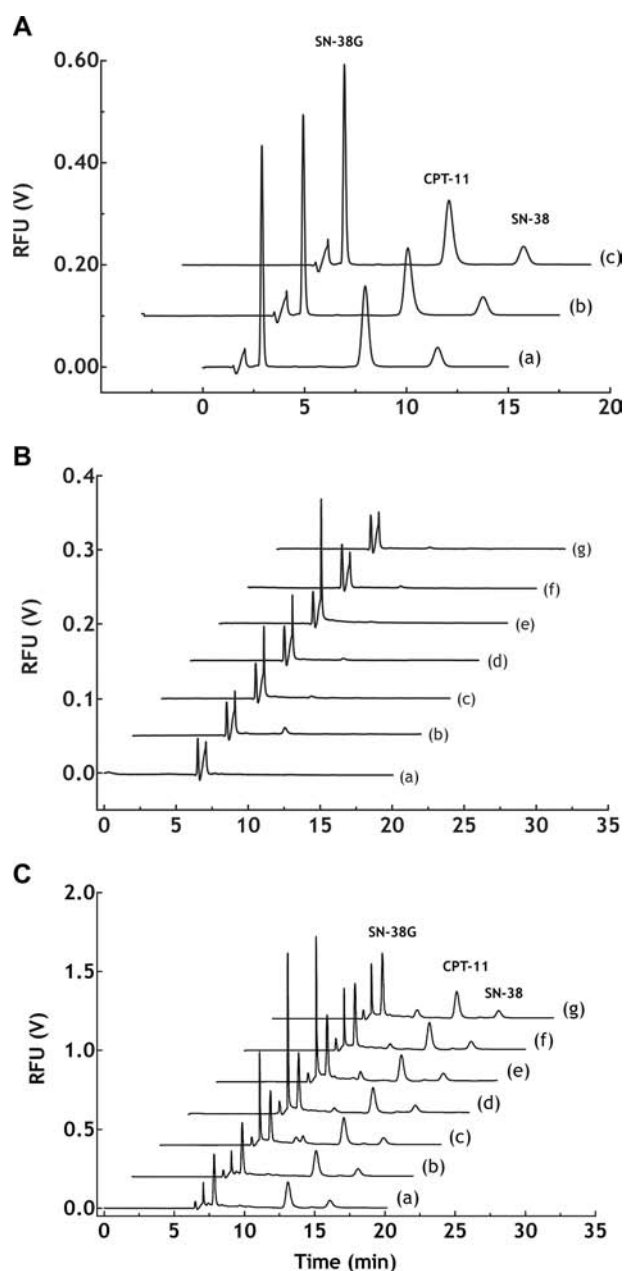 A
SN-38G
0.60
CPT-11
0.40
SN-38
RFU (V)
0.20
(c)
(b)
0.00
(a)
0 5 10 15 20
B
0.4
0.3
(g)
(f)
RFU (V)
0.2
(e)
(d)
0.1
(c)
(b)
0.0
(a)
0 5 10 15 20 25 30 35
C
2.0
SN-38G
1.5
CPT-11
SN-38
(g)
RFU (V)
1.0
(f)
(e)
(d)
0.5
(c)
(b)
0.0
(a)
0 5 10 15 20 25 30 35
Time (min)